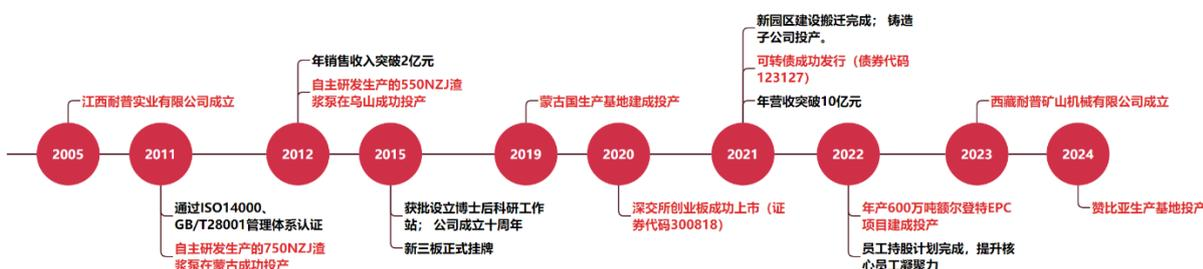 2005
江西耐普实业有限公司成立
2011
通过ISO14000、
GB/T28001管理体系认证
自主研发生产的750NZJ渣
浆泵在蒙古成功投产
2012
年销售收入突破2亿元
自主研发生产的550NZJ渣
浆泵在乌山成功投产
2015
获批设立博士后科研工作
站； 公司成立十周年
新三板正式挂牌
2019
蒙古国生产基地建成投产
2020
深交所创业板成功上市（证
券代码300818）
2021
新园区建设搬迁完成； 铸造
子公司投产。
可转债成功发行（债券代码
123127）
年营收突破10亿元
2022
年产600万吨额尔登特EPC
项目建成投产
员工持股计划完成，提升核
心员工凝聚力
2023
西藏耐普矿山机械有限公司成立
2024
赞比亚生产基地投产